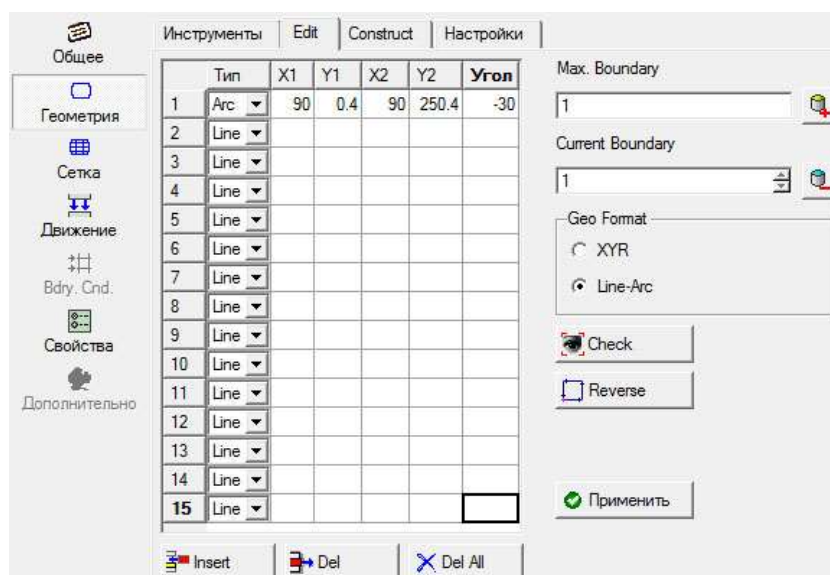 Общее
Геометрия
Сетка
Движение
Bdry. Cnd.
Свойства
Дополнительно
Инструменты Edit Construct Настройки
Тип X1 Y1 X2 Y2 Угол
1 Arc 90 0.4 90 250.4 -30
2 Line
3 Line
4 Line
5 Line
6 Line
7 Line
8 Line
9 Line
10 Line
11 Line
12 Line
13 Line
14 Line
15 Line
Insert Del Del All
Max. Boundary
1
Current Boundary
1
Geo Format
XYR
Line-Arc
Check
Reverse
Применить